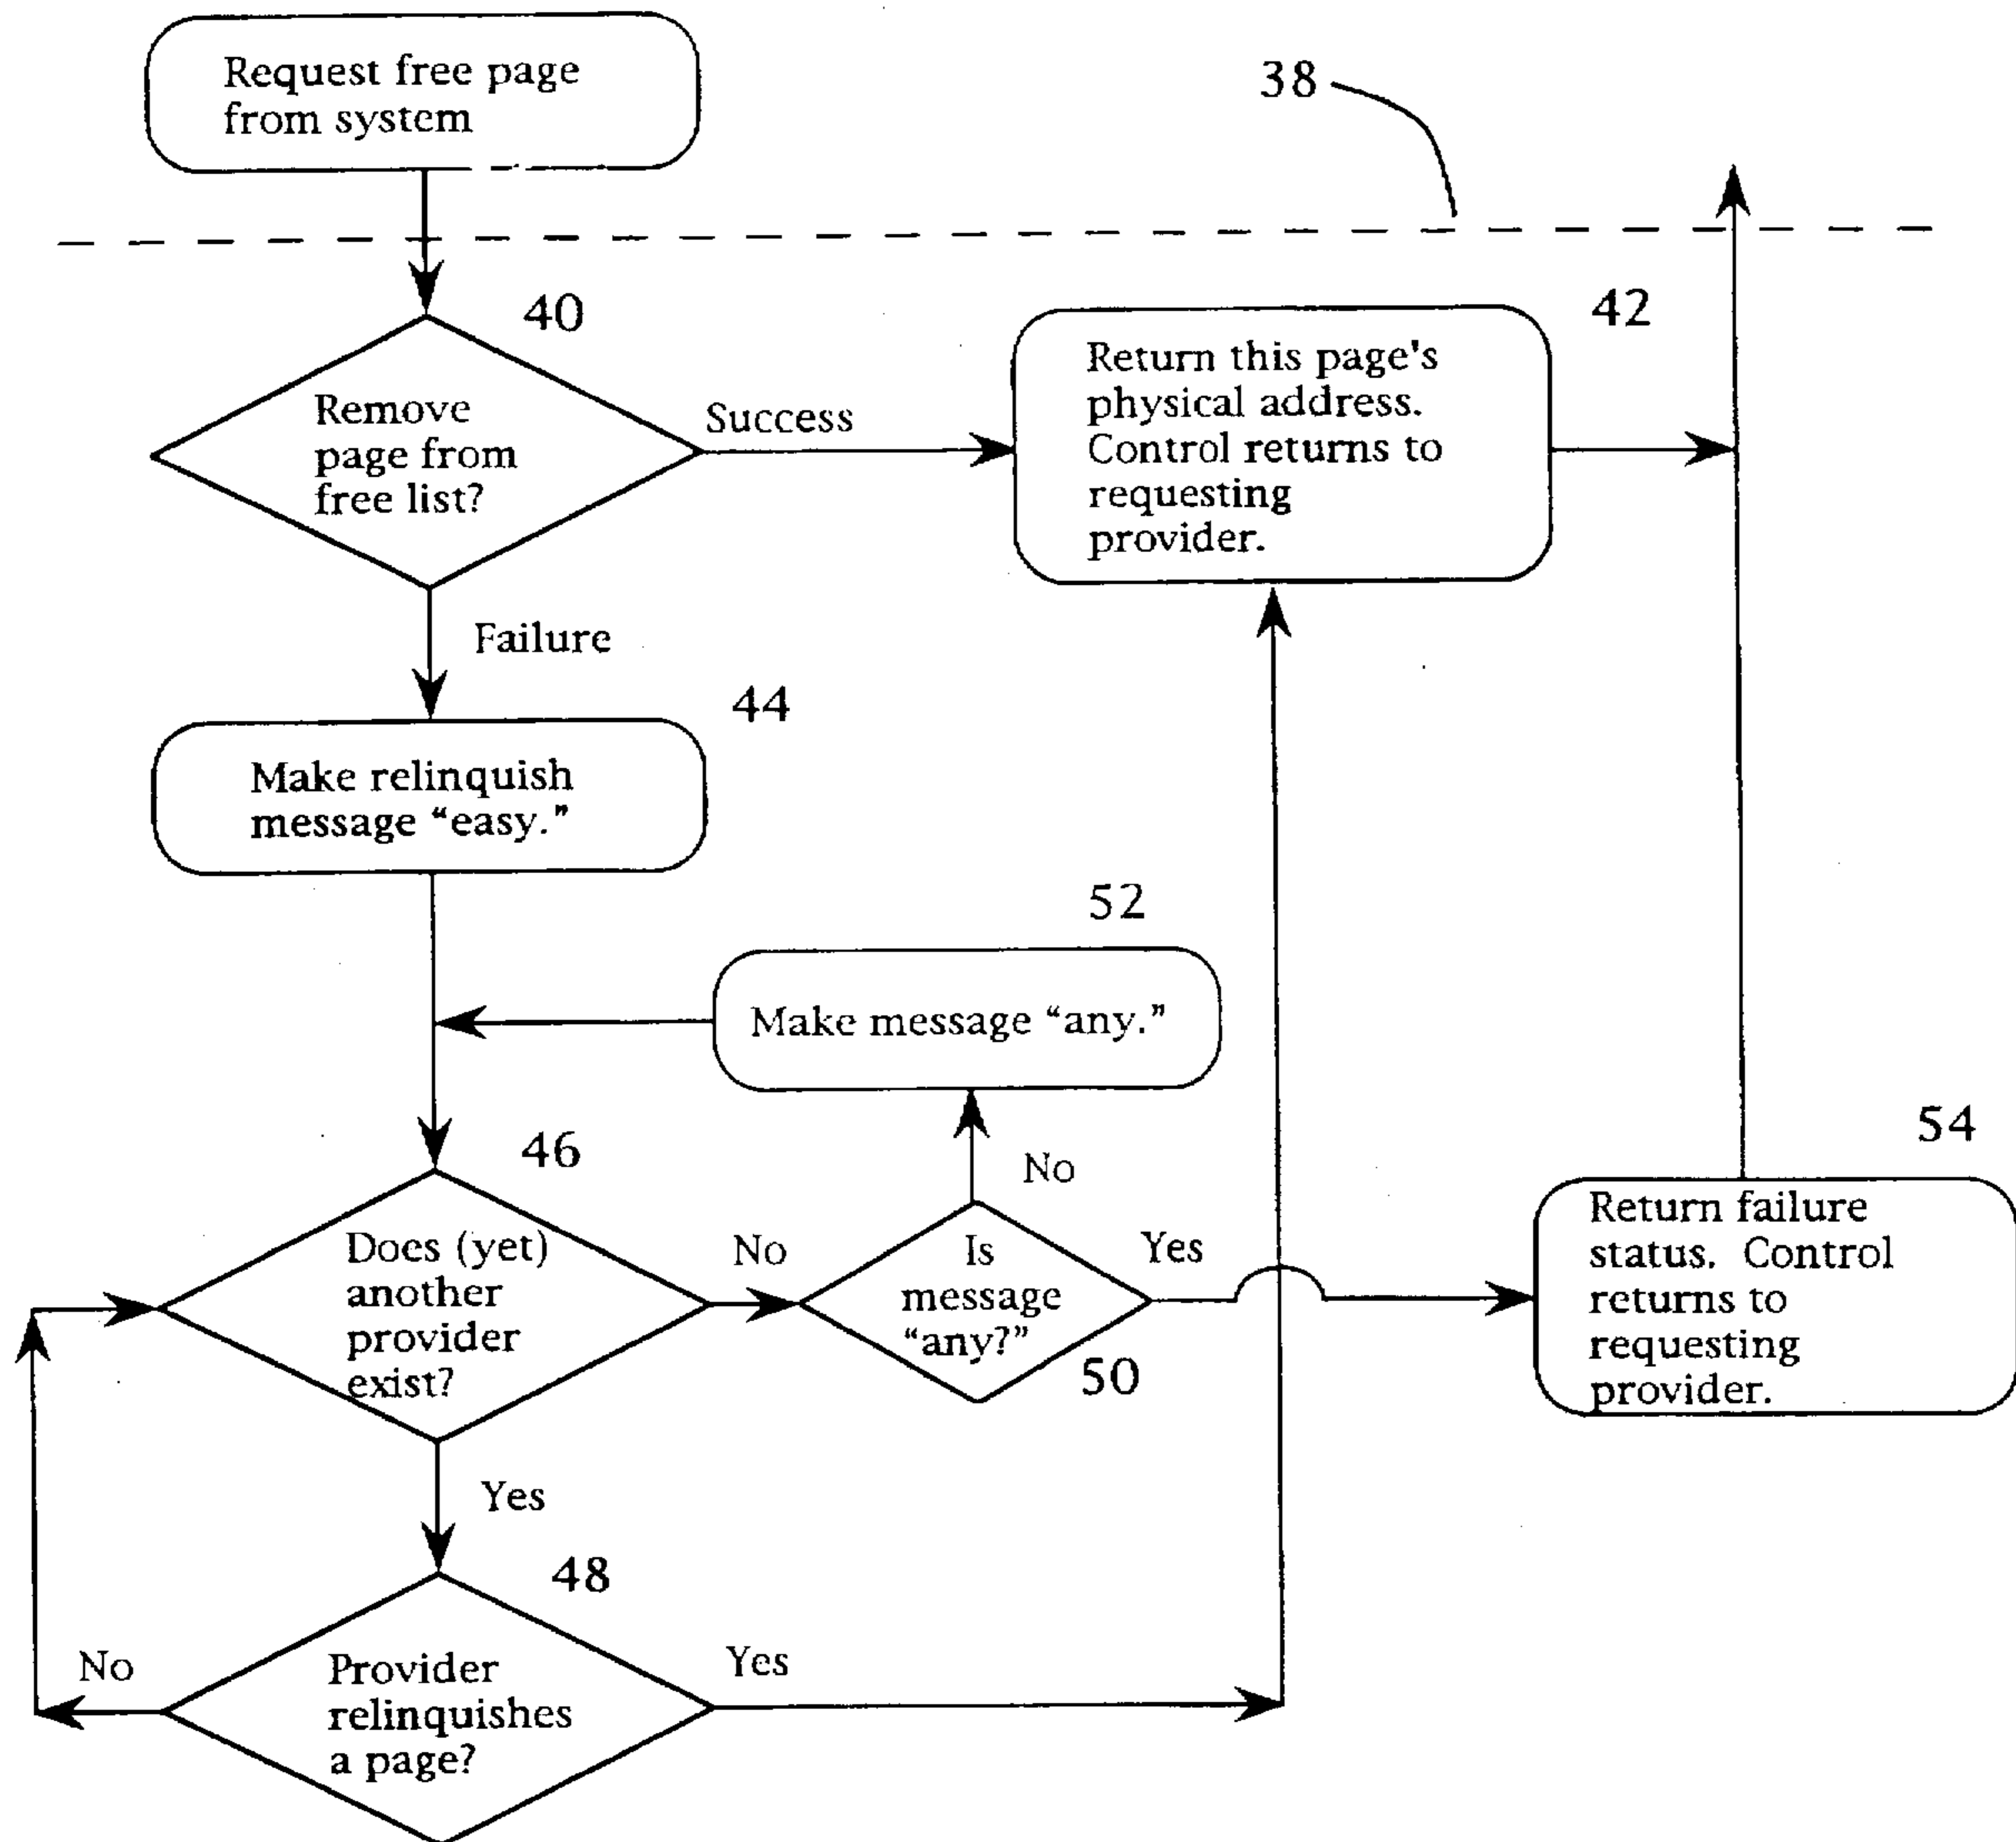 Request free page
from system
38
40
42
Remove
page from
free list?
Success
Return this page's
physical address.
Control returns to
requesting
provider.
Failure
44
Make relinquish
message “easy.”
52
Make message “any.”
46
No
54
Does (yet)
another
provider
exist?
No
Is
message
“any?”
Yes
50
Return failure
status. Control
returns to
requesting
provider.
Yes
48
No
Provider
relinquishes
a page?
Yes